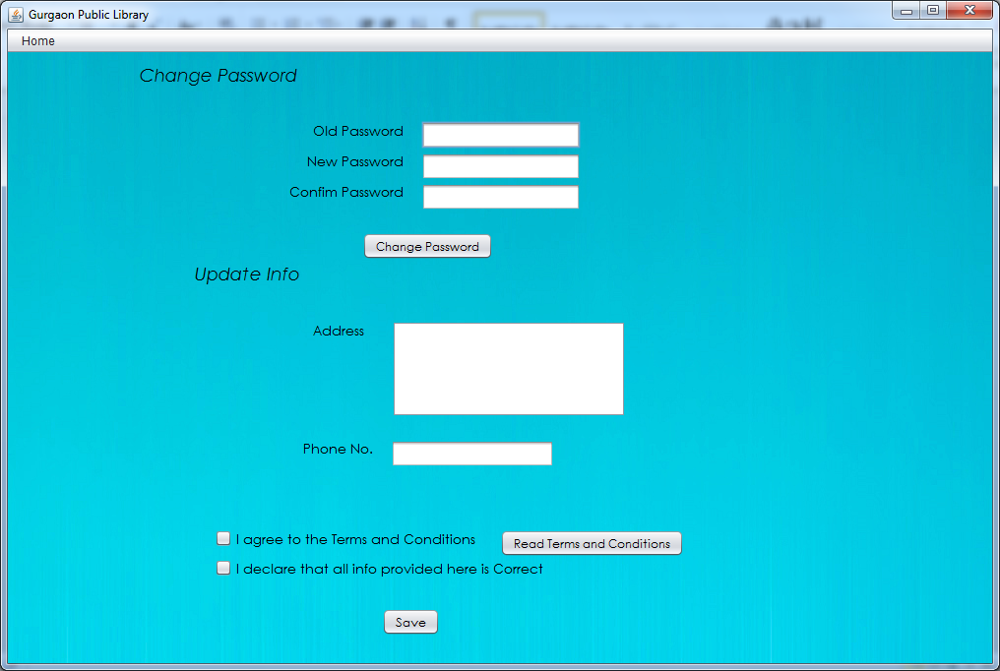 Gurgaon Public Library
Home
Change Password
Old Password
New Password
Confim Password
Change Password
Update Info
Address
Phone No.
I agree to the Terms and Conditions
Read Terms and Conditions
I declare that all info provided here is Correct
Save